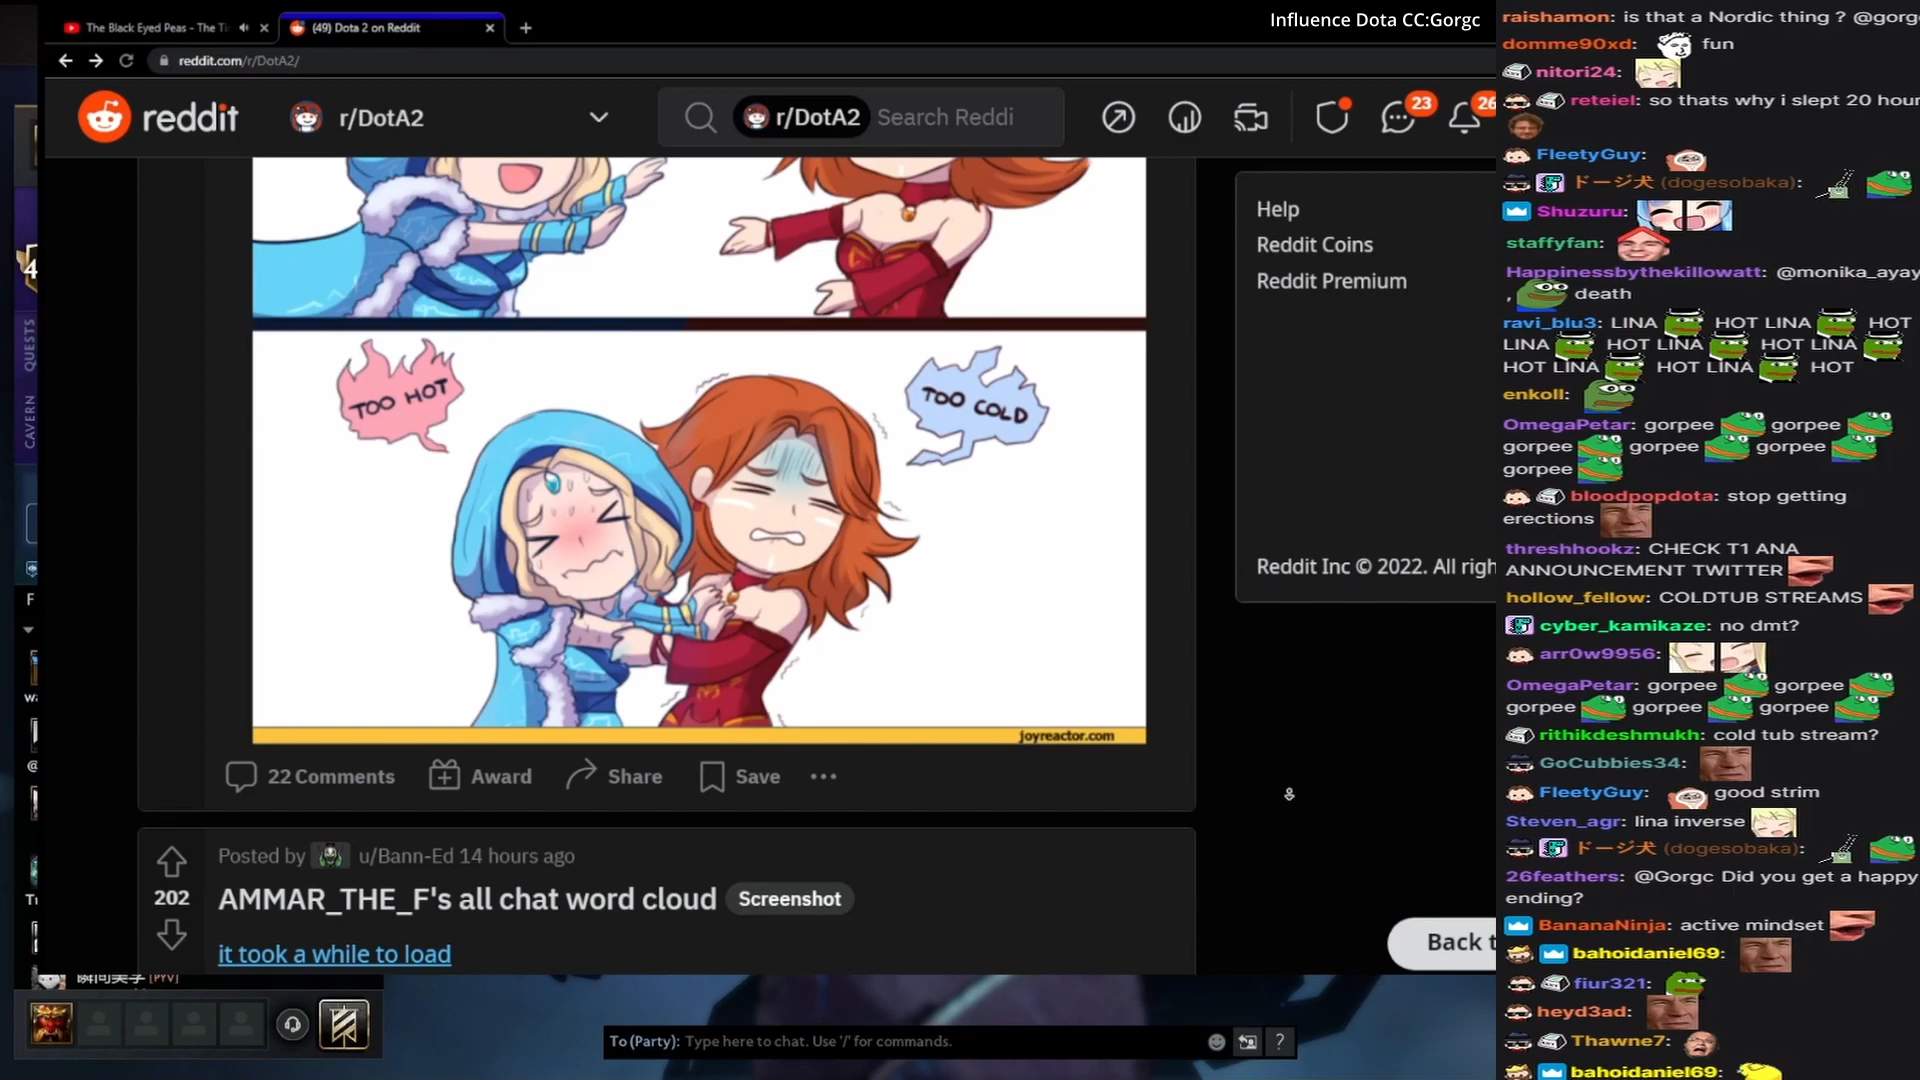 The Black Eyed Peas - The Ti
(49) Dota 2 on Reddit
Influence Dota CC:Gorgc
reddit.com/r/DotA2/
reddit
r/DotA2
r/DotA2 Search Reddi
23
26
Help
Reddit Coins
Reddit Premium
Reddit Inc © 2022. All righ
TOO HOT
TOO COLD
joyreactor.com
22 Comments
Award
Share
Save
Posted by u/Bann-Ed 14 hours ago
202
AMMAR_THE_F's all chat word cloud
Screenshot
it took a while to load
Back t
4
QUESTS
CAVERN
F
wa
@
Tu
瞬间美学 [PYV]
To (Party): Type here to chat. Use '/' for commands.
?
raishamon: is that a Nordic thing ? @gorg
domme90xd: fun
nitori24:
reteiel: so thats why i slept 20 hour
FleetyGuy:
ドージ犬 (dogesobaka):
Shuzuru:
staffyfan:
Happinessbythekillowatt: @monika_ayay
, death
ravi_blu3: LINA HOT LINA HOT
LINA HOT LINA HOT LINA
HOT LINA HOT LINA HOT
enkoll:
OmegaPetar: gorpee gorpee
gorpee gorpee gorpee
gorpee
bloodpopdota: stop getting
erections
threshhookz: CHECK T1 ANA
ANNOUNCEMENT TWITTER
hollow_fellow: COLDTUB STREAMS
cyber_kamikaze: no dmt?
arr0w9956:
OmegaPetar: gorpee gorpee
gorpee gorpee gorpee
rithikdeshmukh: cold tub stream?
GoCubbies34:
FleetyGuy: good strim
Steven_agr: lina inverse
ドージ犬 (dogesobaka):
26feathers: @Gorgc Did you get a happy
ending?
BananaNinja: active mindset
bahoidaniel69:
fiur321:
heyd3ad:
Thawne7:
bahoidaniel69: